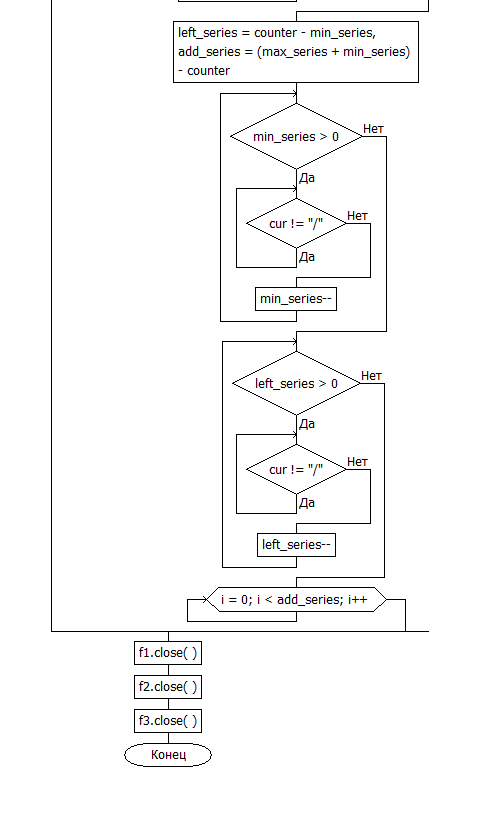 left_series = counter - min_series,
add_series = (max_series + min_series)
- counter
min_series > 0
Нет
Да
cur != "/"
Нет
Да
min_series--
left_series > 0
Нет
Да
cur != "/"
Нет
Да
left_series--
i = 0; i < add_series; i++
f1.close( )
f2.close( )
f3.close( )
Конец